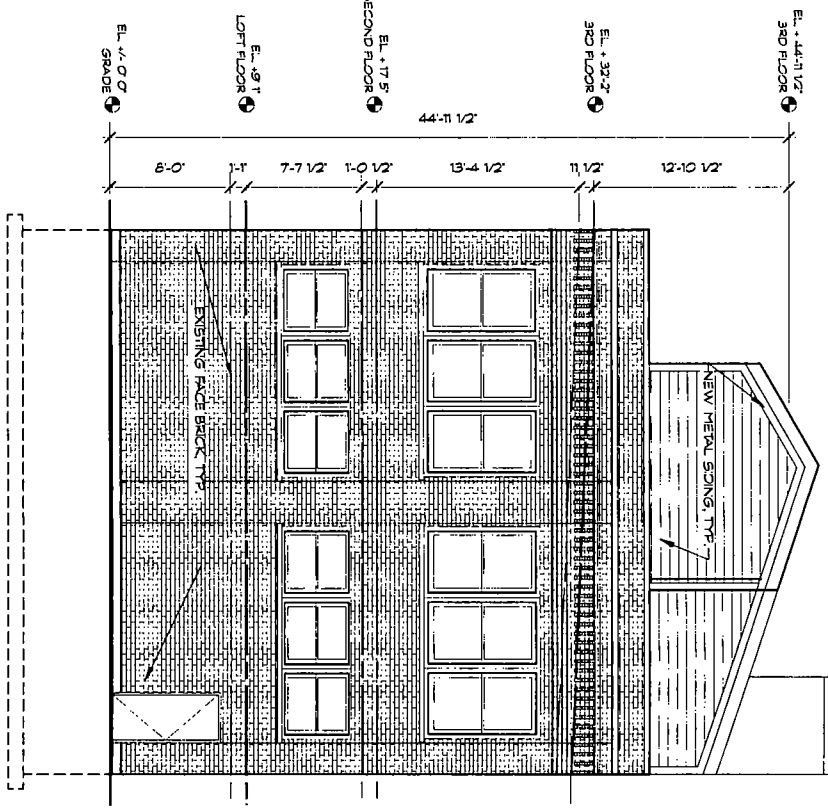 EL. + 44'-11 1/2"
3RD FLOOR
EL. + 32'-2"
3RD FLOOR
SECOND FLOOR
EL. + 17' 5"
EL. +9' 1"
LOFT FLOOR
EL. +/- 0' 0"
GRADE
44'-11 1/2"
8'-0"
1'-1"
7'-7 1/2"
1'-0 1/2"
13'-4 1/2"
11 1/2"
12'-10 1/2"
EXISTING FACE BRICK, TYP.
NEW METAL SIDING, TYP.